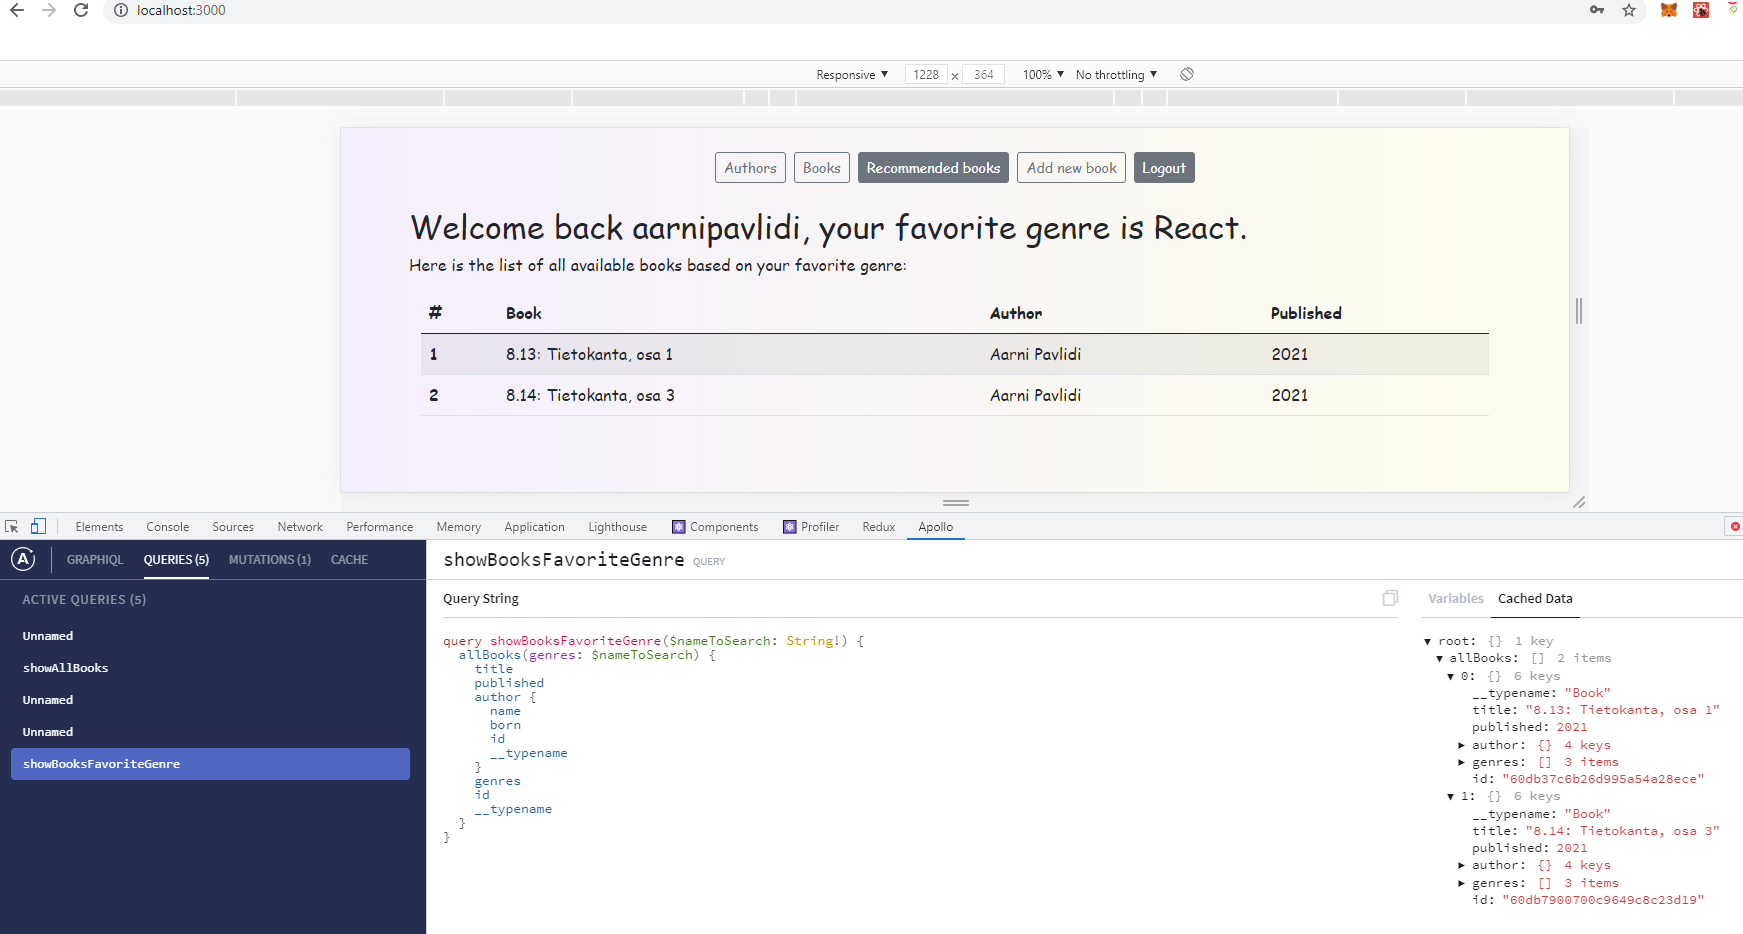 localhost:3000
Responsive ▼ 1228 × 364 100% ▼ No throttling ▼
Authors Books Recommended books Add new book Logout
Welcome back aarnipavlidi, your favorite genre is React.
Here is the list of all available books based on your favorite genre:
# Book Author Published
1 8.13: Tietokanta, osa 1 Aarni Pavlidi 2021
2 8.14: Tietokanta, osa 3 Aarni Pavlidi 2021
Elements Console Sources Network Performance Memory Application Lighthouse Components Profiler Redux Apollo
A GRAPHIQL QUERIES (5) MUTATIONS (1) CACHE
ACTIVE QUERIES (5)
Unnamed
showAllBooks
Unnamed
Unnamed
showBooksFavoriteGenre
showBooksFavoriteGenre QUERY
Query String
query showBooksFavoriteGenre($nameToSearch: String!) {
allBooks(genres: $nameToSearch) {
title
published
author {
name
born
id
__typename
}
genres
id
__typename
}
}
Variables Cached Data
▼ root: {} 1 key
▼ allBooks: [] 2 items
▼ 0: {} 6 keys
__typename: "Book"
title: "8.13: Tietokanta, osa 1"
published: 2021
▶ author: {} 4 keys
▶ genres: [] 3 items
id: "60db37c6b26d995a54a28ece"
▼ 1: {} 6 keys
__typename: "Book"
title: "8.14: Tietokanta, osa 3"
published: 2021
▶ author: {} 4 keys
▶ genres: [] 3 items
id: "60db7900700c9649c8c23d19"